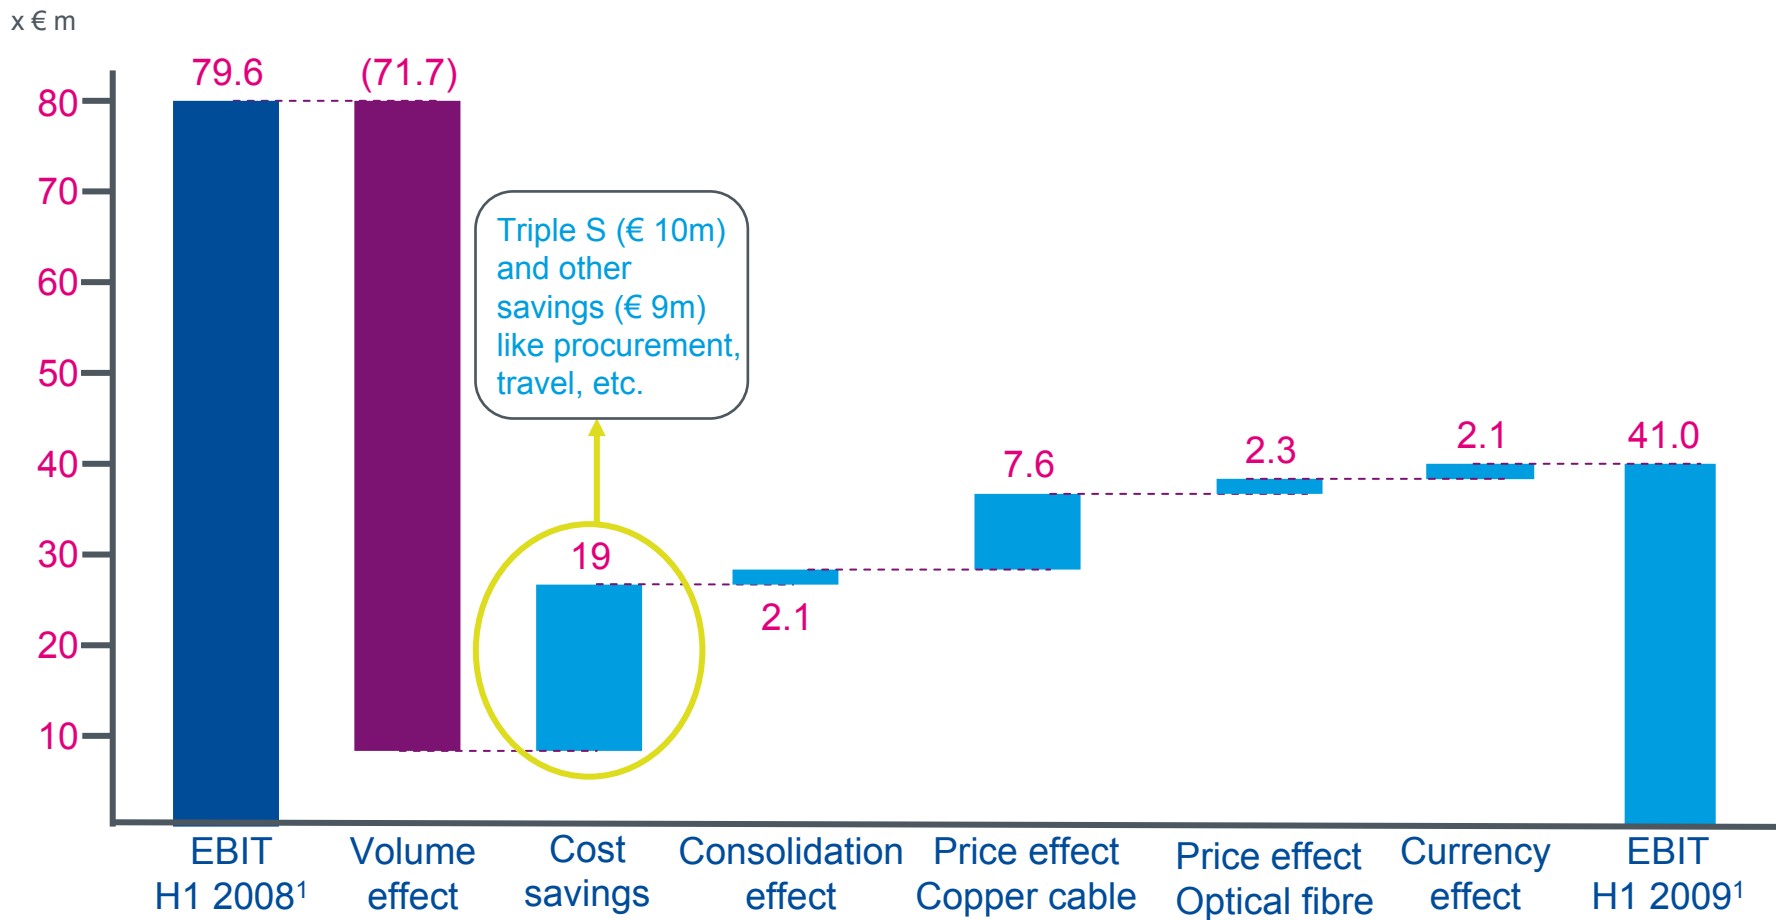 x € m
79.6
(71.7)
80
70
60
50
40
30
20
10
Triple S (€ 10m)
and other
savings (€ 9m)
like procurement,
travel, etc.
19
2.1
7.6
2.3
2.1
41.0
EBIT
H1 2008¹
Volume
effect
Cost
savings
Consolidation
effect
Price effect
Copper cable
Price effect
Optical fibre
Currency
effect
EBIT
H1 2009¹